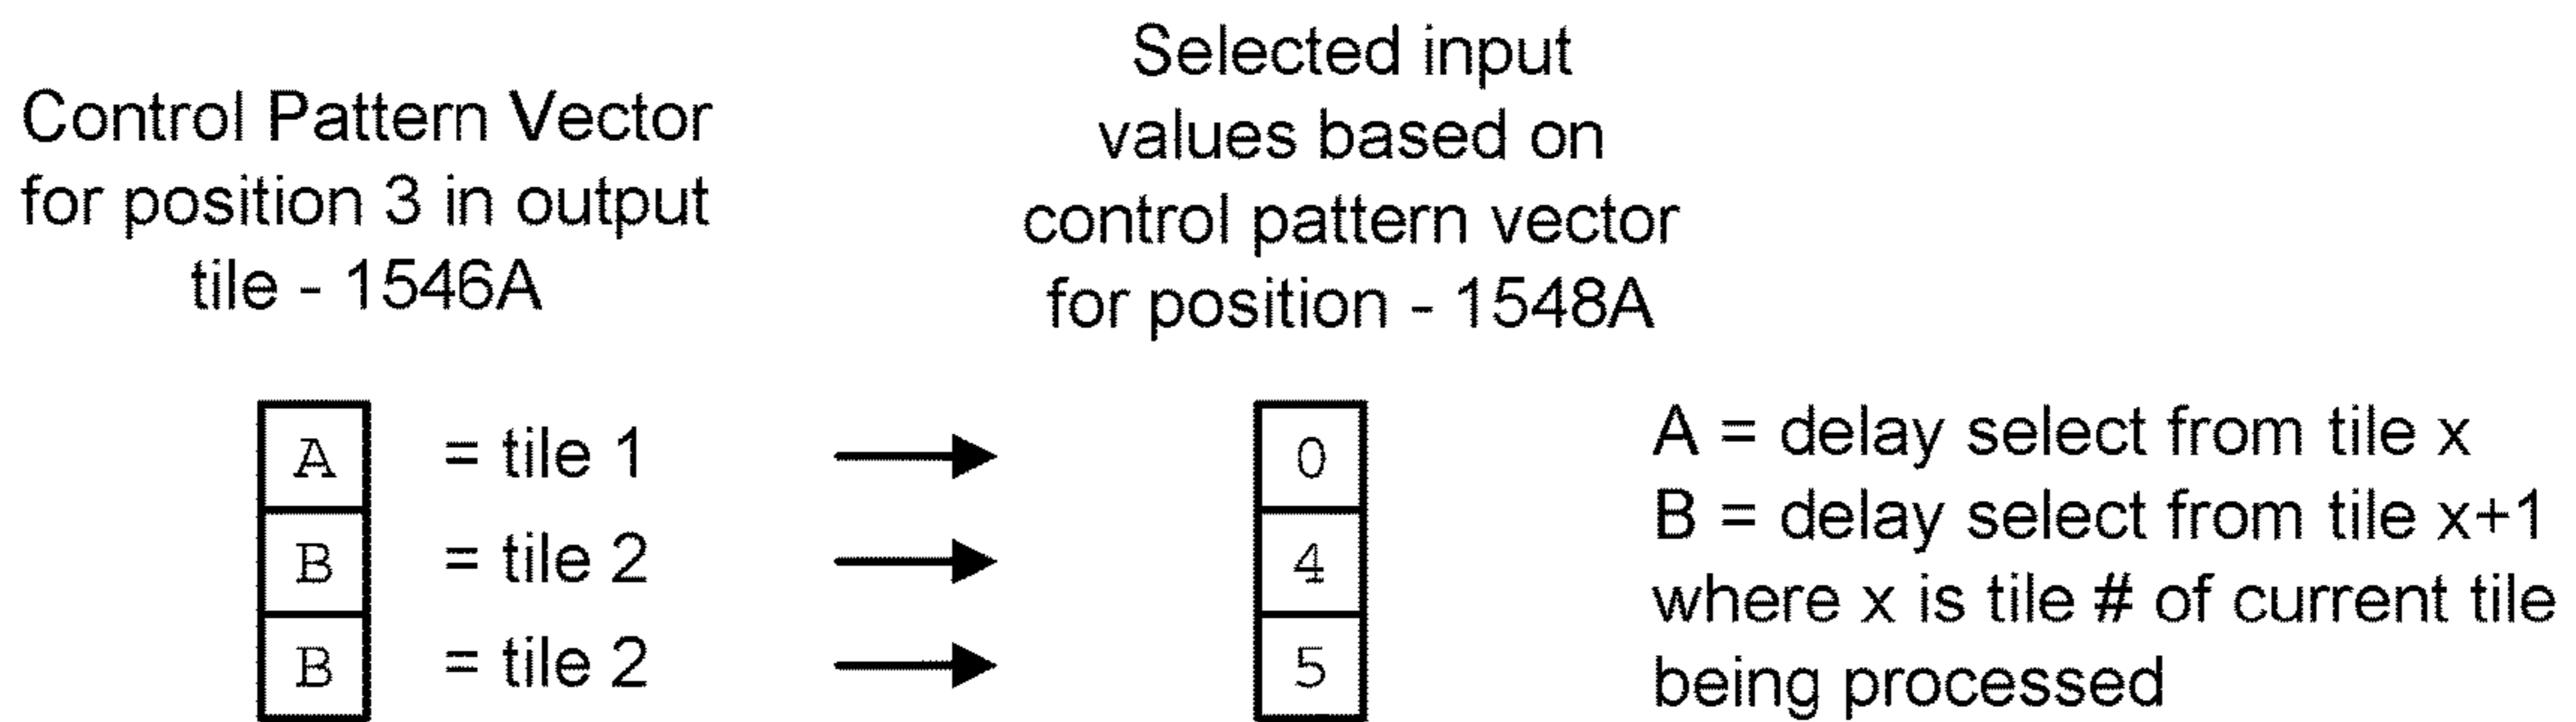 Control Pattern Vector
for position 3 in output
tile - 1546A
Selected input
values based on
control pattern vector
for position - 1548A
A = tile 1 0
B = tile 2 4
B = tile 2 5
A = delay select from tile x
B = delay select from tile x+1
where x is tile # of current tile
being processed